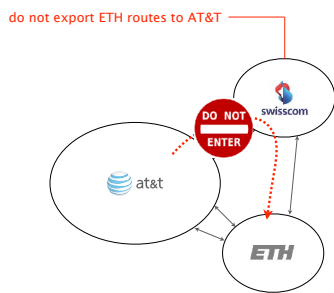 do not export ETH routes to AT&T
swisscom
DO NOT
ENTER
at&t
ETH